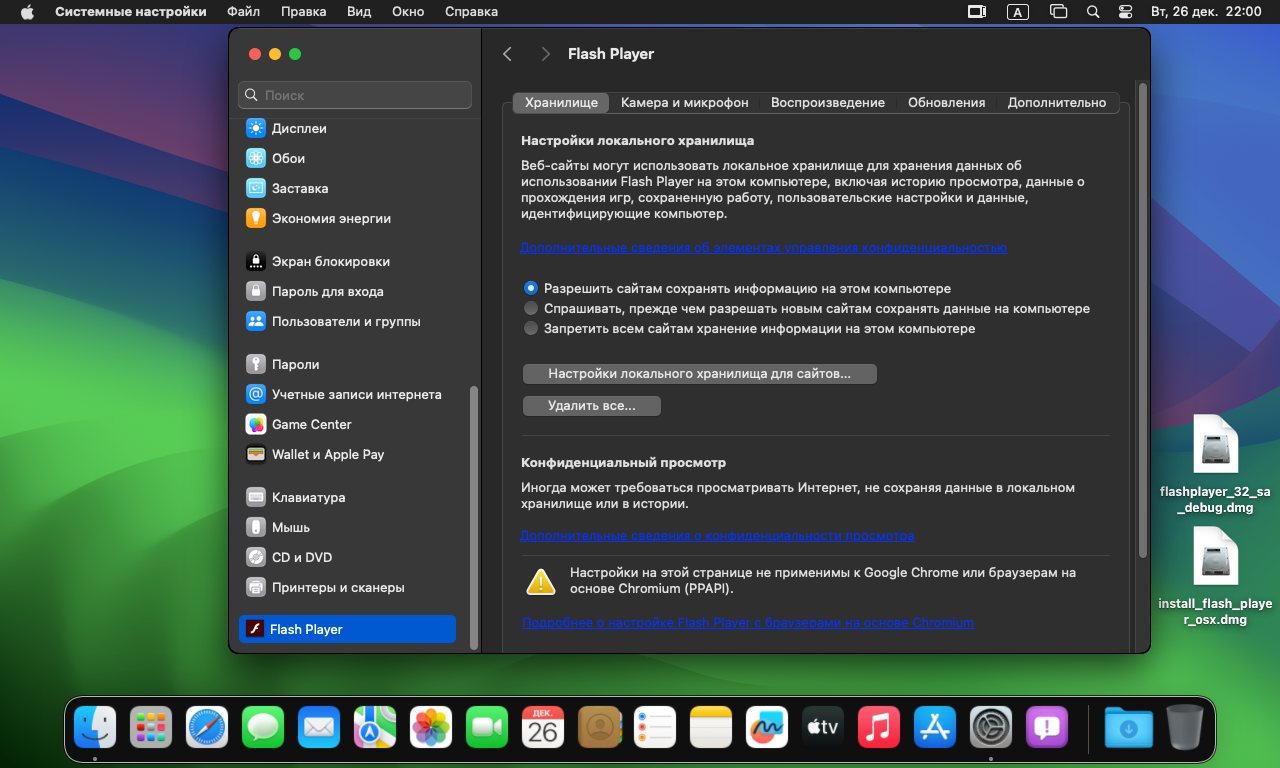 Системные настройки Файл Правка Вид Окно Справка A Вт, 26 дек. 22:00
Flash Player
Поиск
Дисплеи
Обои
Заставка
Экономия энергии
Экран блокировки
Пароль для входа
Пользователи и группы
Пароли
Учетные записи интернета
Game Center
Wallet и Apple Pay
Клавиатура
Мышь
CD и DVD
Принтеры и сканеры
Flash Player
Хранилище Камера и микрофон Воспроизведение Обновления Дополнительно
Настройки локального хранилища
Веб-сайты могут использовать локальное хранилище для хранения данных об
использовании Flash Player на этом компьютере, включая историю просмотра, данные о
прохождения игр, сохраненную работу, пользовательские настройки и данные,
идентифицирующие компьютер.
Дополнительные сведения об элементах управления конфиденциальностью
Разрешить сайтам сохранять информацию на этом компьютере
Спрашивать, прежде чем разрешать новым сайтам сохранять данные на компьютере
Запретить всем сайтам хранение информации на этом компьютере
Настройки локального хранилища для сайтов...
Удалить все...
Конфиденциальный просмотр
Иногда может требоваться просматривать Интернет, не сохраняя данные в локальном
хранилище или в истории.
Дополнительные сведения о конфиденциальности просмотра
Настройки на этой странице не применимы к Google Chrome или браузерам на
основе Chromium (PPAPI).
Подробнее о настройке Flash Player с браузерами на основе Chromium
flashplayer_32_sa
_debug.dmg
install_flash_playe
r_osx.dmg
ДЕК.
26
tv